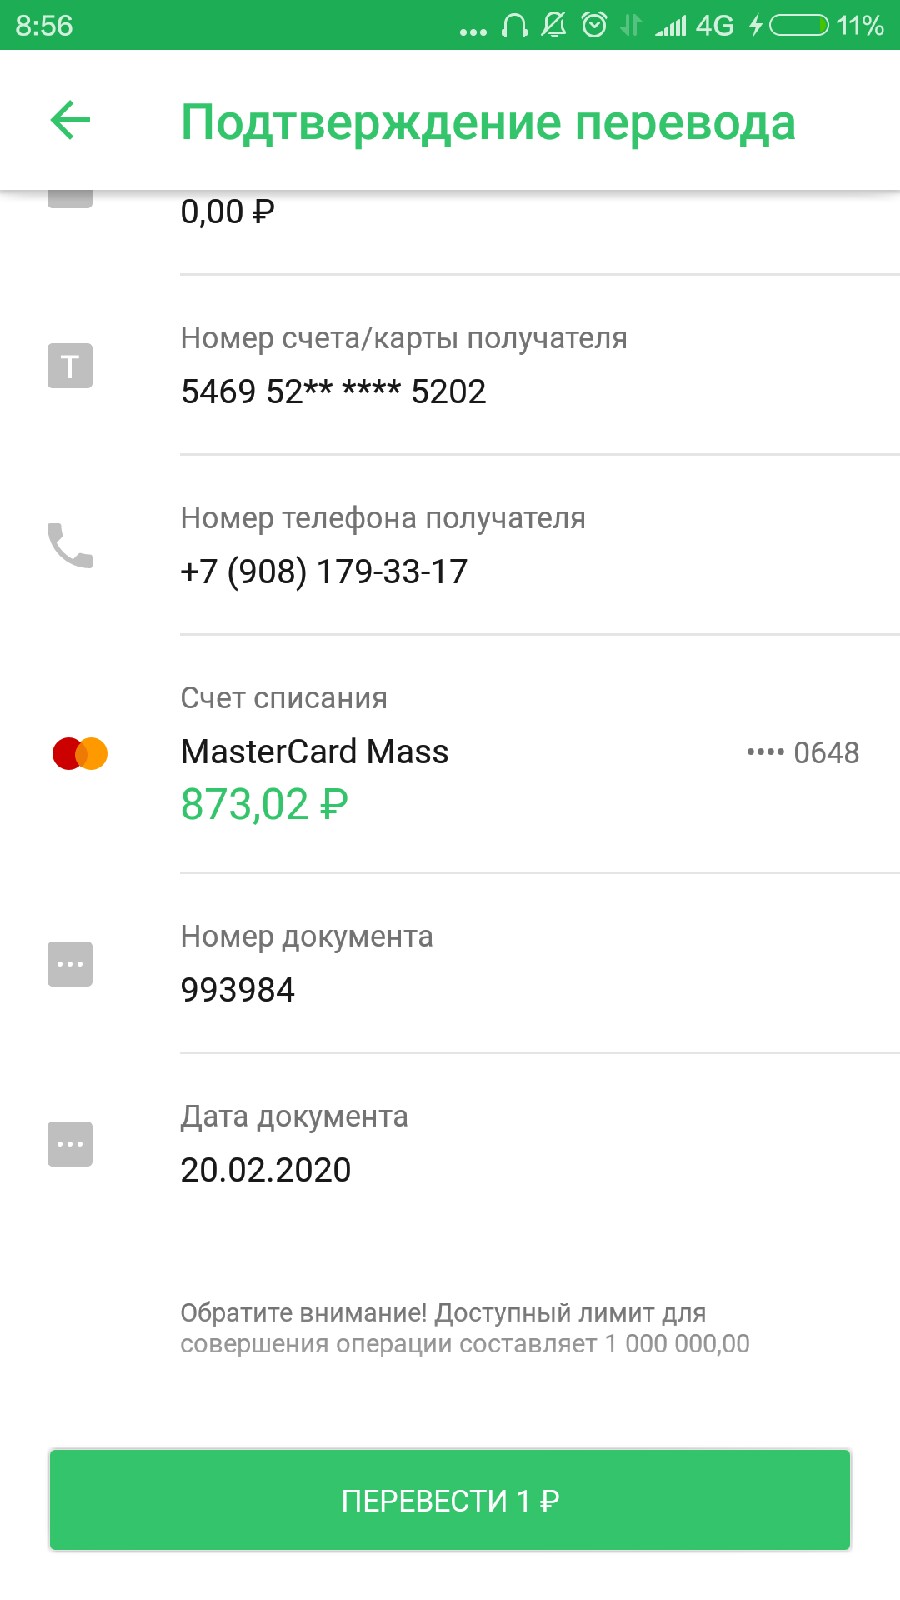 8:56 ... 4G 11%
Подтверждение перевода
0,00 ₽
Номер счета/карты получателя
T
5469 52** **** 5202
Номер телефона получателя
+7 (908) 179-33-17
Счет списания
MasterCard Mass •••• 0648
873,02 ₽
Номер документа
993984
Дата документа
20.02.2020
Обратите внимание! Доступный лимит для
совершения операции составляет 1 000 000,00
ПЕРЕВЕСТИ 1 ₽